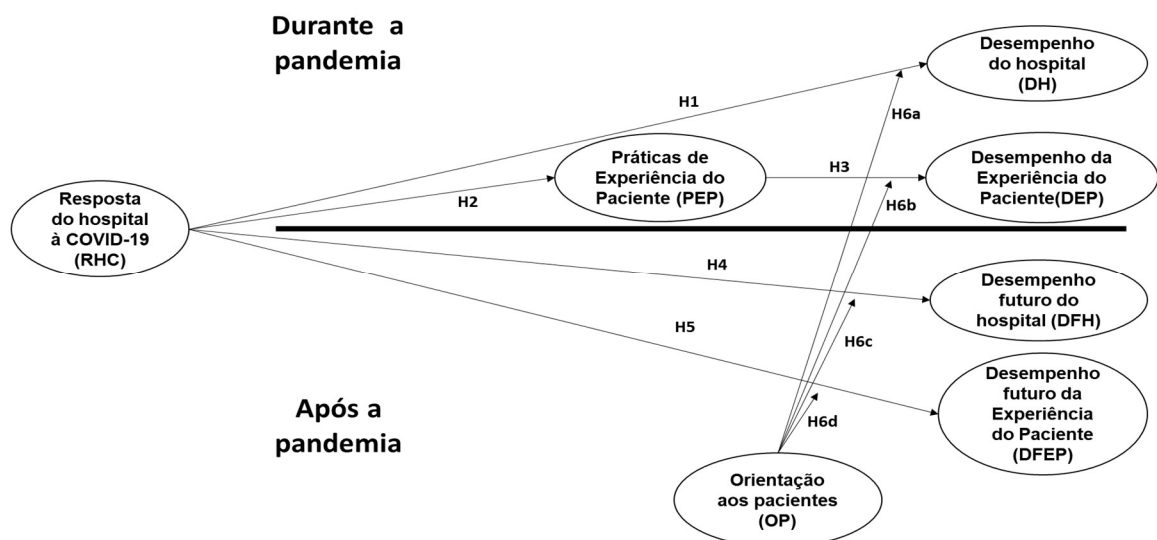 Durante a
pandemia
Desempenho
do hospital
(DH)
H1
H6a
Práticas de
Experiência do
Paciente (PEP)
H3
Desempenho da
Experiência do
Paciente(DEP)
H2
H6b
Resposta
do hospital
à COVID-19
(RHC)
H4
Desempenho
futuro do
hospital (DFH)
H5
H6c
Após a
pandemia
Desempenho
futuro da
Experiência
do Paciente
(DFEP)
H6d
Orientação
aos pacientes
(OP)